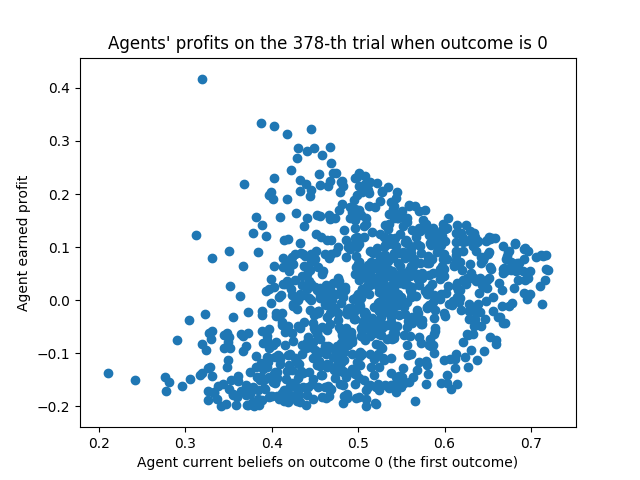 Agents' profits on the 378-th trial when outcome is 0
0.4
0.3
0.2
0.1
0.0
−0.1
−0.2
Agent earned profit
0.2 0.3 0.4 0.5 0.6 0.7
Agent current beliefs on outcome 0 (the first outcome)